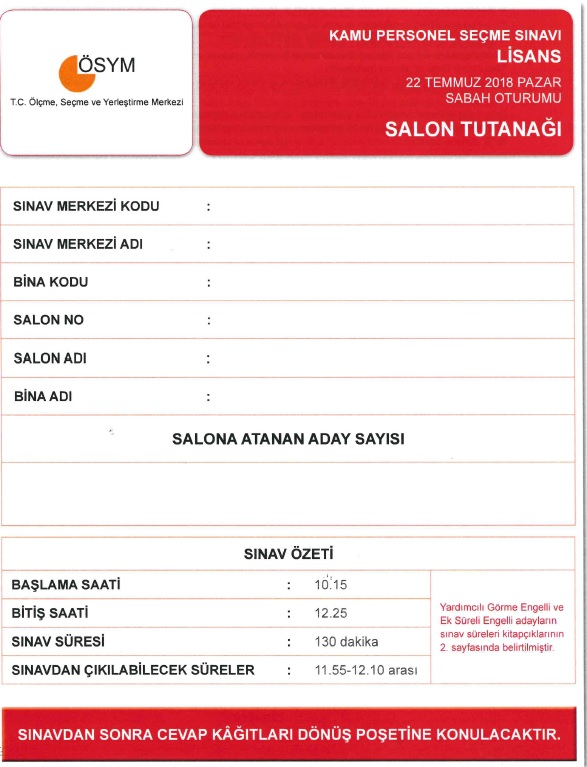 ÖSYM
T.C. Ölçme, Seçme ve Yerleştirme Merkezi
KAMU PERSONEL SEÇME SINAVI
LİSANS
22 TEMMUZ 2018 PAZAR
SABAH OTURUMU
SALON TUTANAĞI
SINAV MERKEZİ KODU :
SINAV MERKEZİ ADI :
BİNA KODU :
SALON NO :
SALON ADI :
BİNA ADI :
SALONA ATANAN ADAY SAYISI
SINAV ÖZETİ
BAŞLAMA SAATİ : 10.15
BİTİŞ SAATİ : 12.25
SINAV SÜRESİ : 130 dakika
SINAVDAN ÇIKILABİLECEK SÜRELER : 11.55-12.10 arası
Yardımcılı Görme Engelli ve
Ek Süreli Engelli adayların
sınav süreleri kitapçıklarının
2. sayfasında belirtilmiştir.
SINAVDAN SONRA CEVAP KÂĞITLARI DÖNÜŞ POŞETİNE KONULACAKTIR.